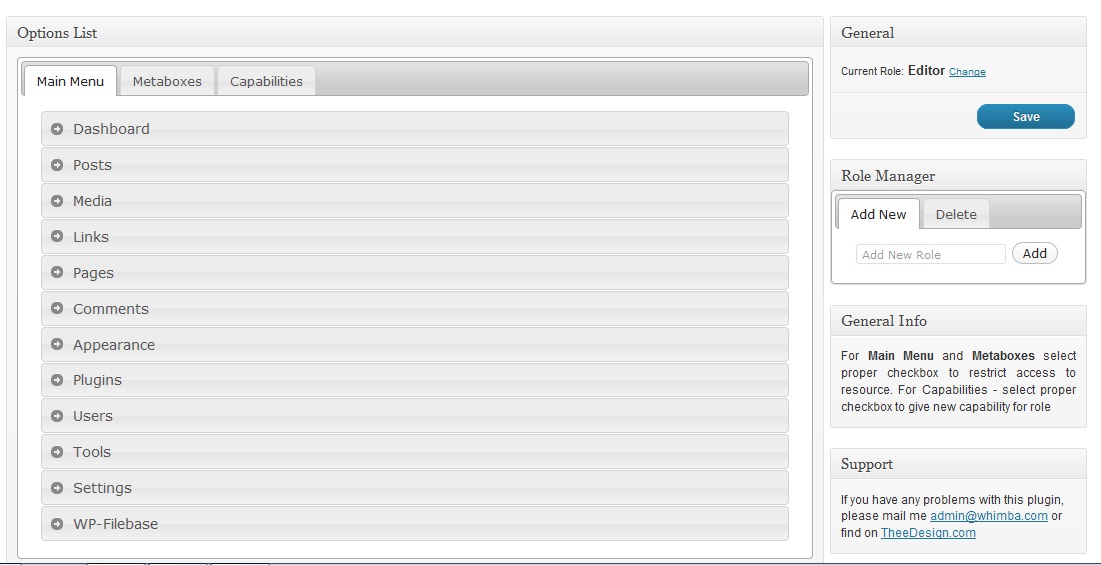 Options List
Main Menu
Metaboxes
Capabilities
Dashboard
Posts
Media
Links
Pages
Comments
Appearance
Plugins
Users
Tools
Settings
WP-Filebase
General
Current Role: Editor Change
Save
Role Manager
Add New
Delete
Add New Role
Add
General Info
For Main Menu and Metaboxes select
proper checkbox to restrict access to
resource. For Capabilities - select proper
checkbox to give new capability for role
Support
If you have any problems with this plugin,
please mail me admin@whimba.com or
find on TheeDesign.com